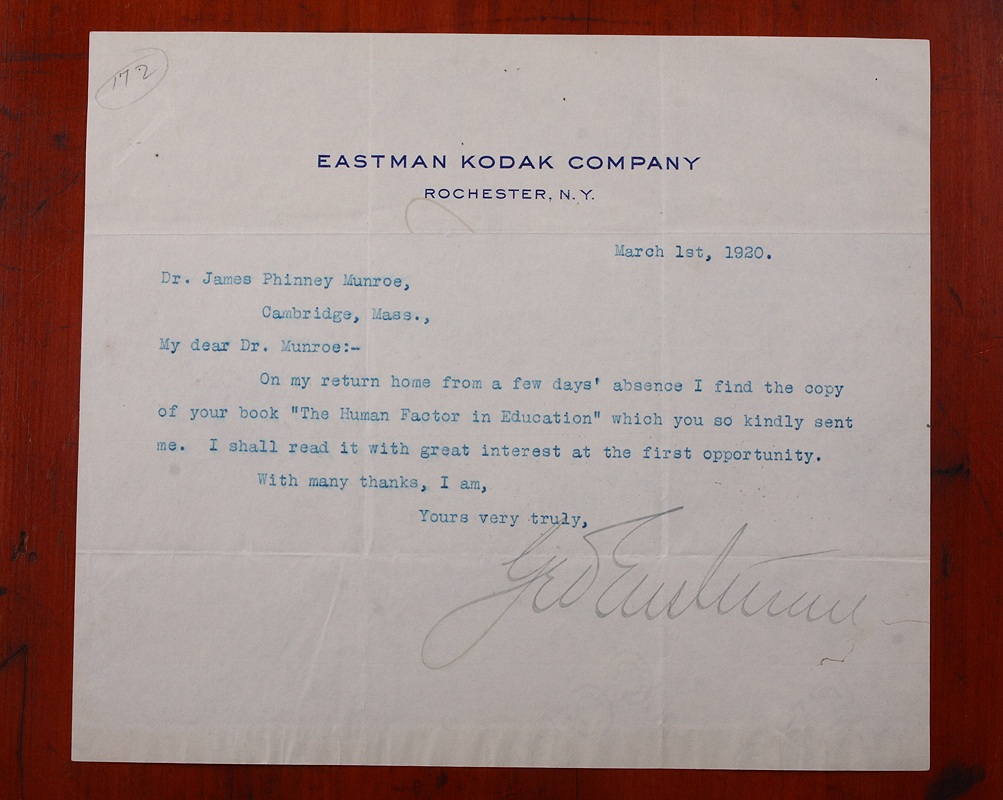 172
EASTMAN KODAK COMPANY
ROCHESTER, N.Y.
March 1st, 1920.
Dr. James Phinney Munroe,
Cambridge, Mass.,
My dear Dr. Munroe:-
On my return home from a few days' absence I find the copy
of your book "The Human Factor in Education" which you so kindly sent
me. I shall read it with great interest at the first opportunity.
With many thanks, I am,
Yours very truly,
Geo Eastman